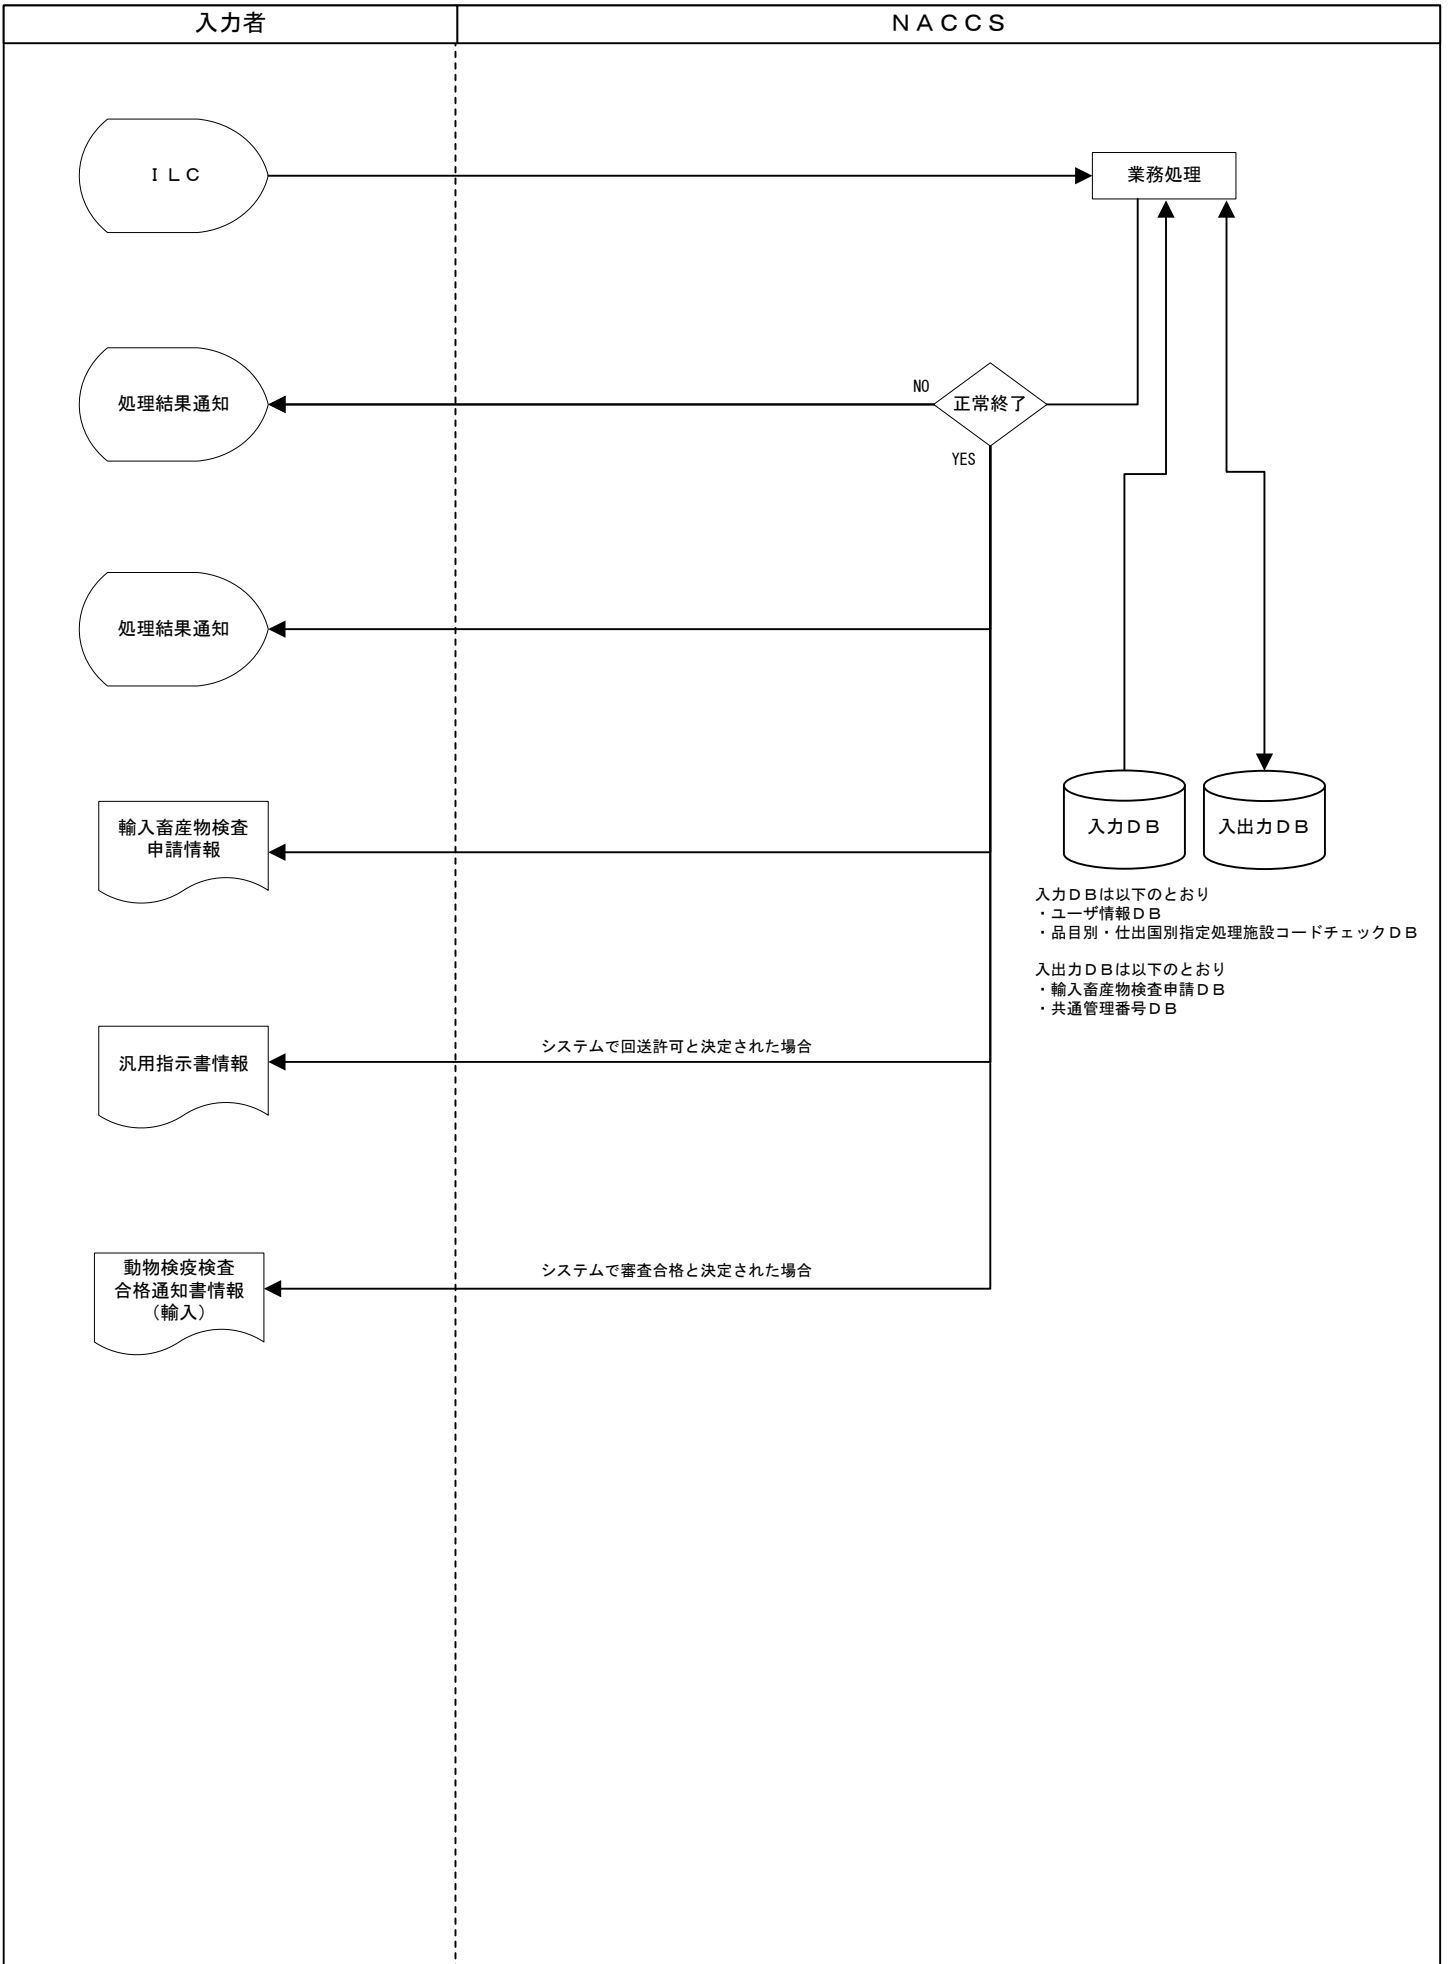 入力者
ＮＡＣＣＳ
ＩＬＣ
業務処理
処理結果通知
NO
正常終了
YES
処理結果通知
輸入畜産物検査
申請情報
入力ＤＢ
入出力ＤＢ
入力ＤＢは以下のとおり
・ユーザ情報ＤＢ
・品目別・仕出国別指定処理施設コードチェックＤＢ
入出力ＤＢは以下のとおり
・輸入畜産物検査申請ＤＢ
・共通管理番号ＤＢ
汎用指示書情報
システムで回送許可と決定された場合
動物検疫検査
合格通知書情報
（輸入）
システムで審査合格と決定された場合